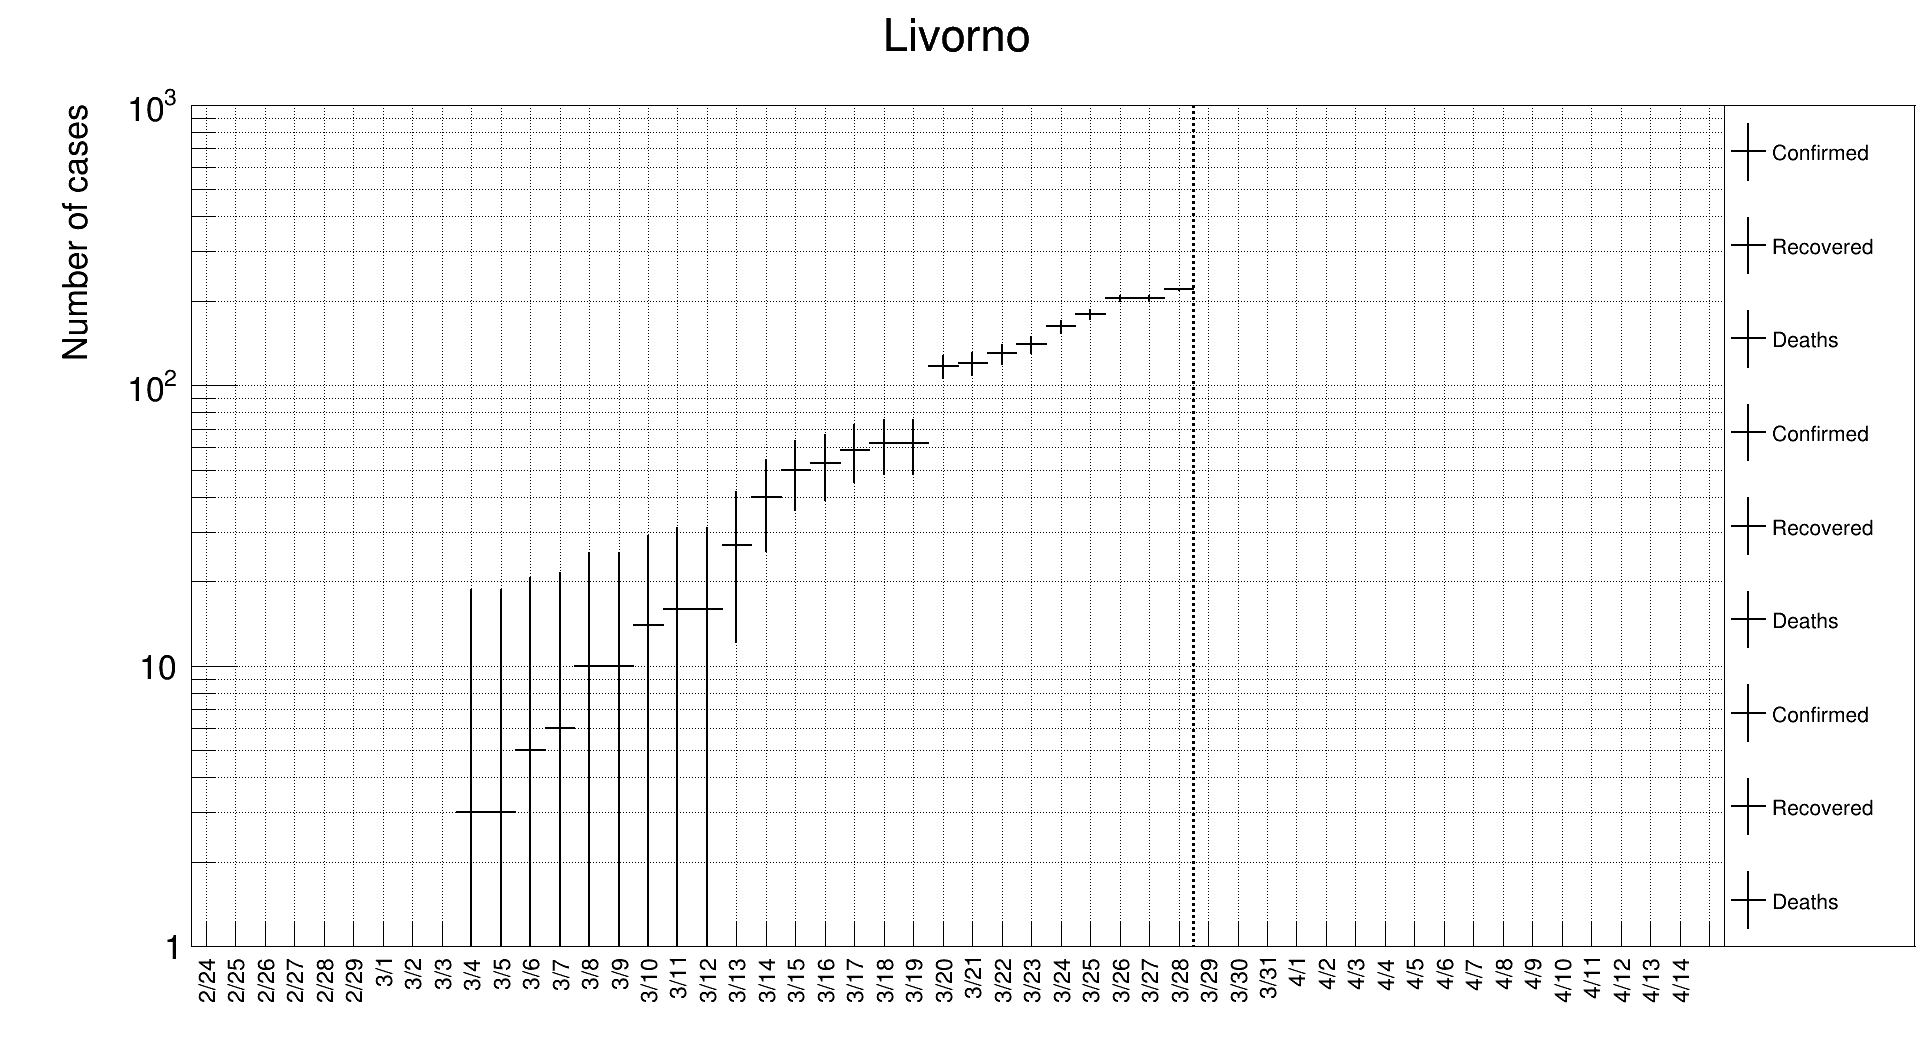 Livorno
Number of cases
10³
10²
10
1
2/24 2/25 2/26 2/27 2/28 2/29 3/1 3/2 3/3 3/4 3/5 3/6 3/7 3/8 3/9 3/10 3/11 3/12 3/13 3/14 3/15 3/16 3/17 3/18 3/19 3/20 3/21 3/22 3/23 3/24 3/25 3/26 3/27 3/28 3/29 3/30 3/31 4/1 4/2 4/3 4/4 4/5 4/6 4/7 4/8 4/9 4/10 4/11 4/12 4/13 4/14
Confirmed
Recovered
Deaths
Confirmed
Recovered
Deaths
Confirmed
Recovered
Deaths